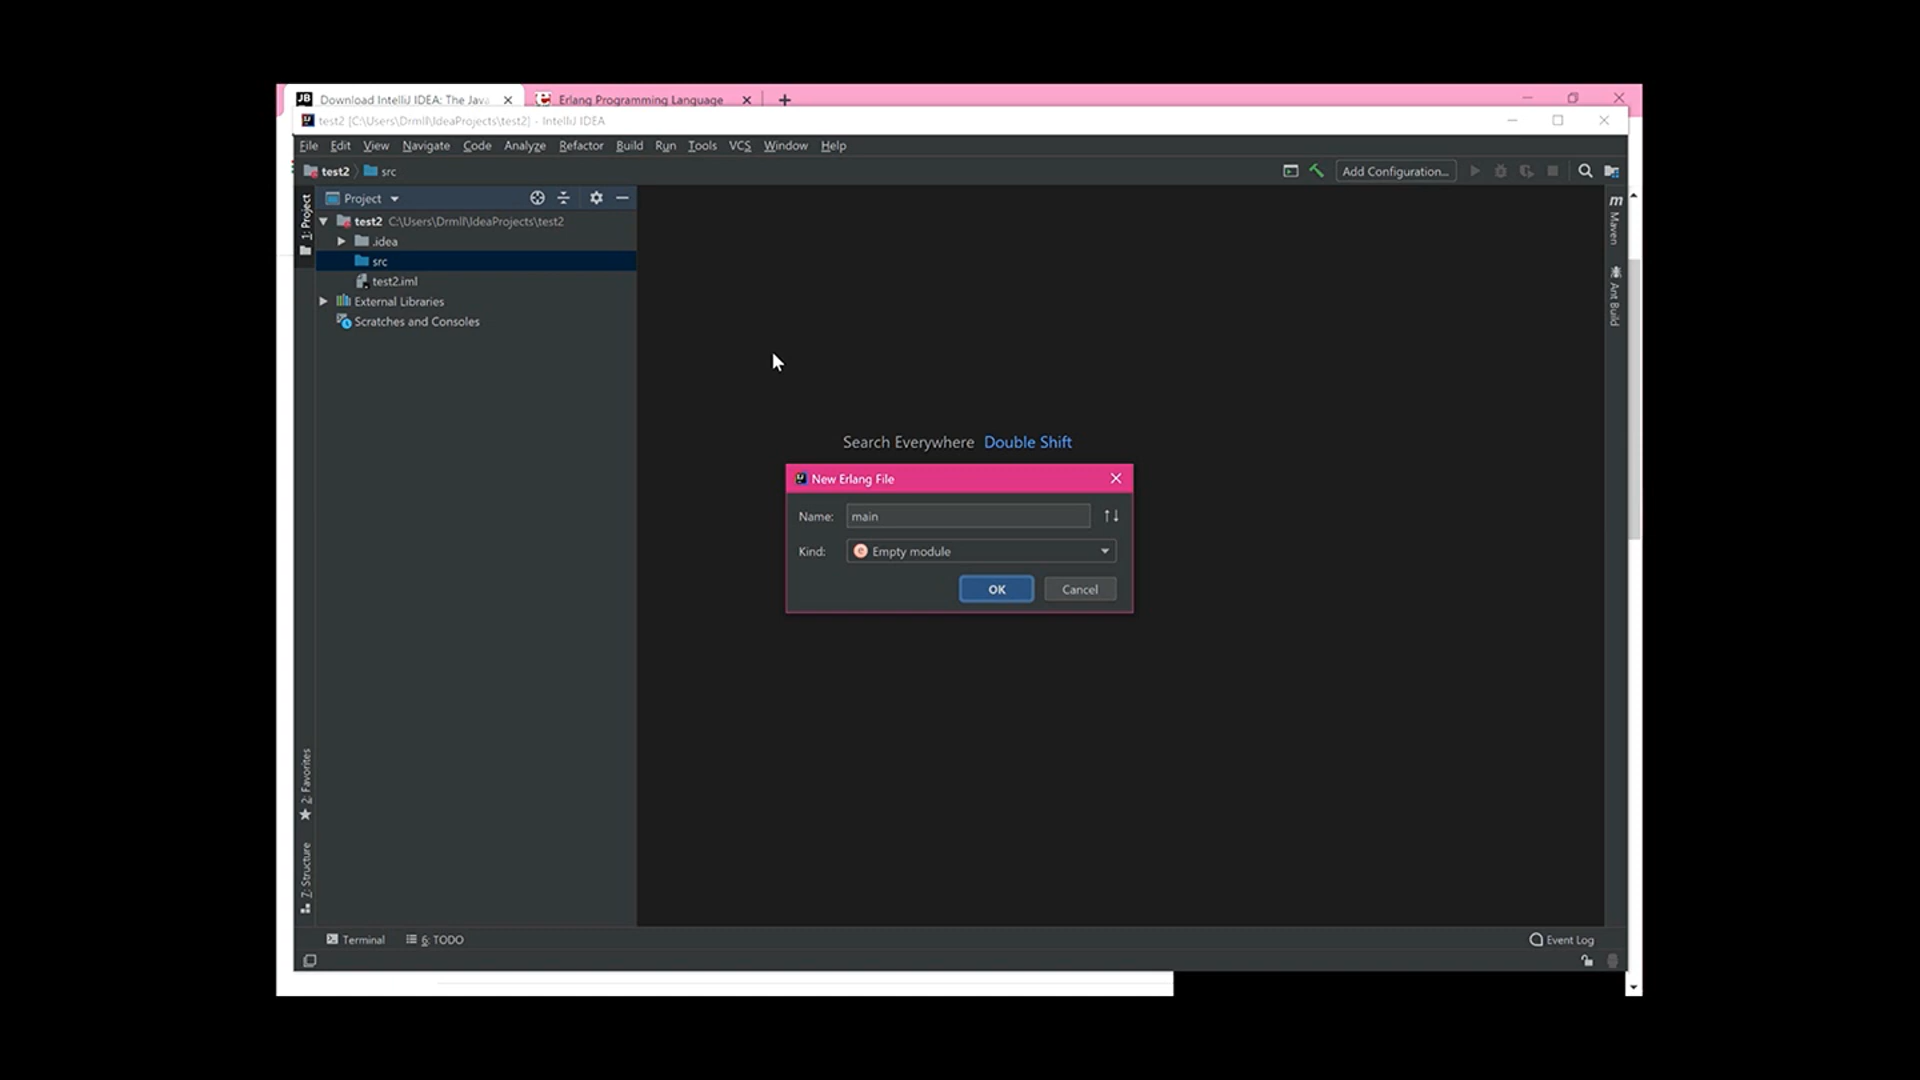 Download IntelliJ IDEA: The Java
Erlang Programming Language
test2 [C:\Users\Drmll\IdeaProjects\test2] - IntelliJ IDEA
File Edit View Navigate Code Analyze Refactor Build Run Tools VCS Window Help
test2 src
Add Configuration...
1: Project
Project
test2 C:\Users\Drmll\IdeaProjects\test2
.idea
src
test2.iml
External Libraries
Scratches and Consoles
Maven
Ant Build
Search Everywhere Double Shift
New Erlang File
Name: main
Kind: Empty module
OK Cancel
2: Favorites
7: Structure
Terminal 6: TODO
Event Log